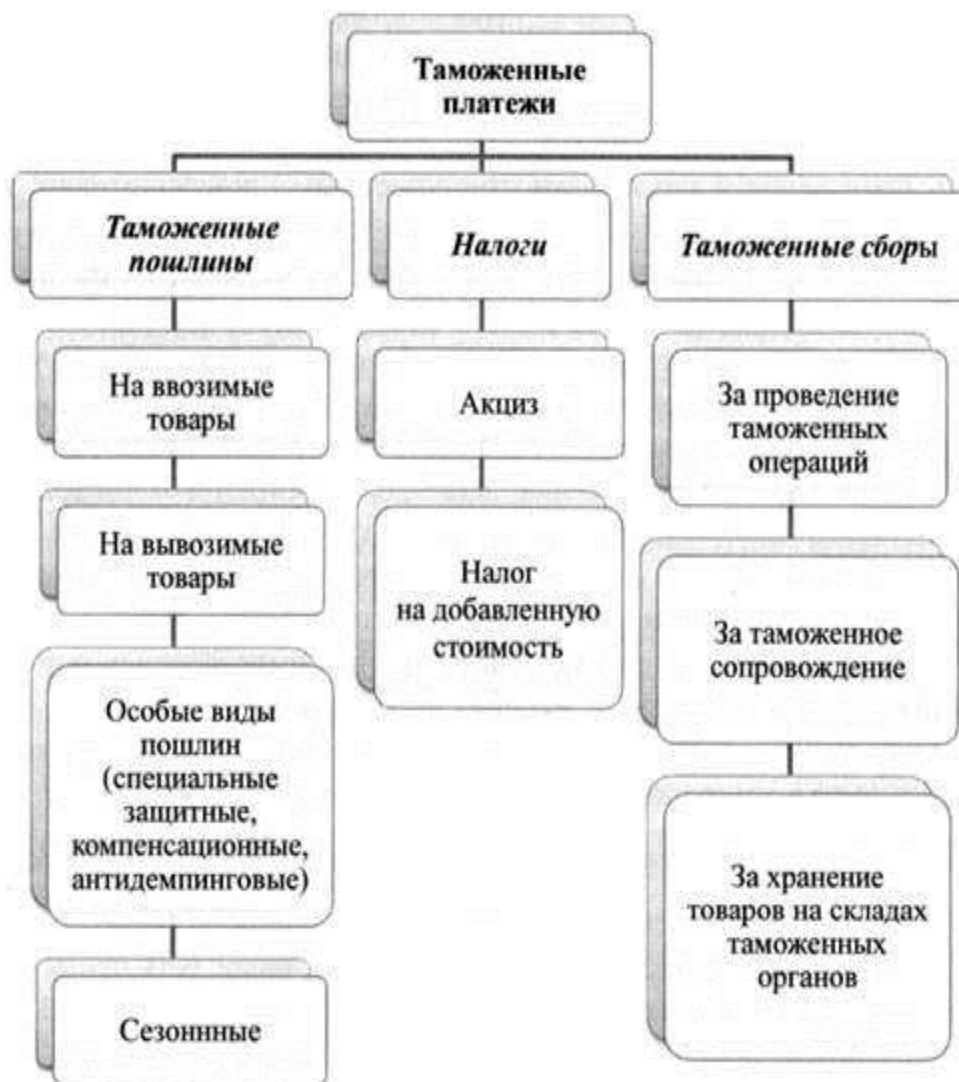 Таможенные
платежи
Таможенные
пошлины
На ввозимые
товары
На вывозимые
товары
Особые виды
пошлин
(специальные
защитные,
компенсационные,
антидемпинговые)
Сезоннные
Налоги
Акциз
Налог
на добавленную
стоимость
Таможенные сборы
За проведение
таможенных
операций
За таможенное
сопровождение
За хранение
товаров на складах
таможенных
органов